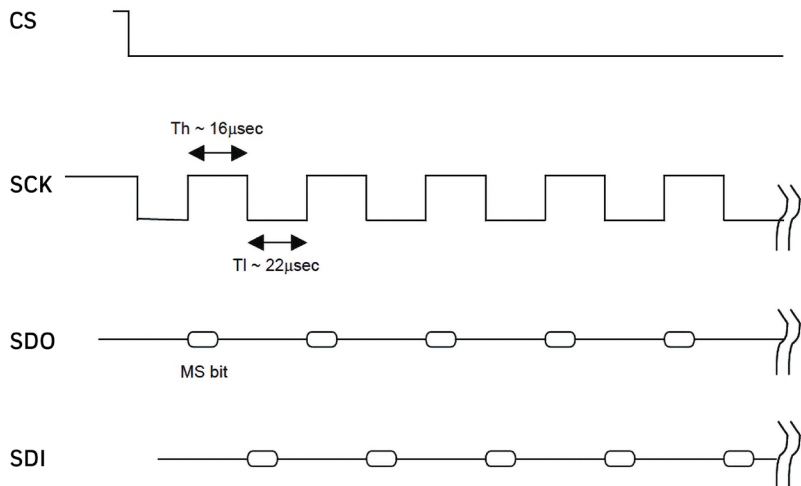 CS
Th ~ 16μsec
SCK
Tl ~ 22μsec
SDO
MS bit
SDI